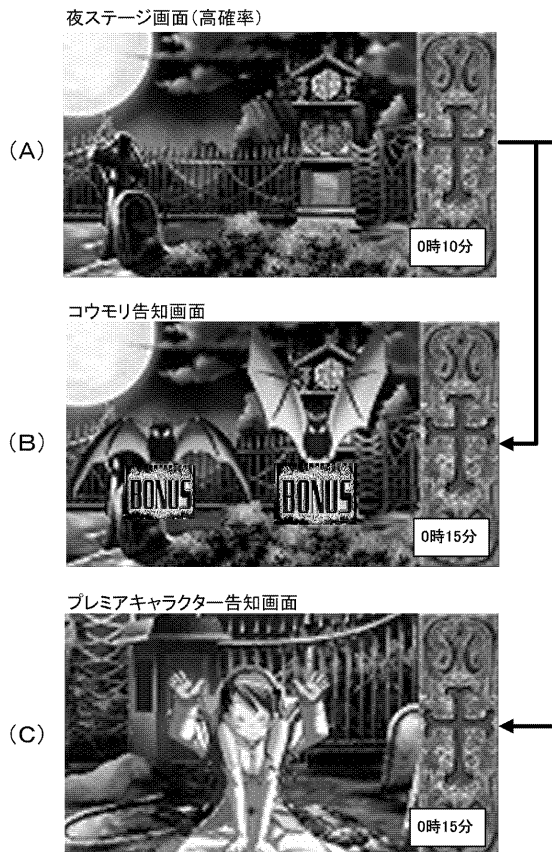 夜ステージ画面（高確率）
（A）
0時10分
コウモリ告知画面
（B）
BONUS
BONUS
0時15分
プレミアキャラクター告知画面
（C）
0時15分